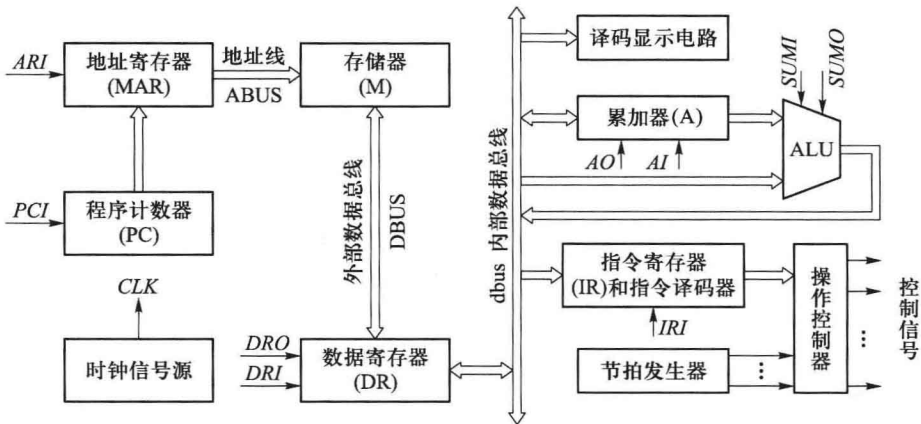 ARI
地址寄存器
(MAR)
地址线
ABUS
存储器
(M)
PCI
程序计数器
(PC)
CLK
时钟信号源
外部数据总线
DBUS
DRO
DRI
数据寄存器
(DR)
dbus 内部数据总线
译码显示电路
累加器(A)
AO
AI
SUMI
SUMO
ALU
指令寄存器
(IR)和指令译码器
IRI
节拍发生器
⋯
操作控制器
⋯
⋯
控制信号